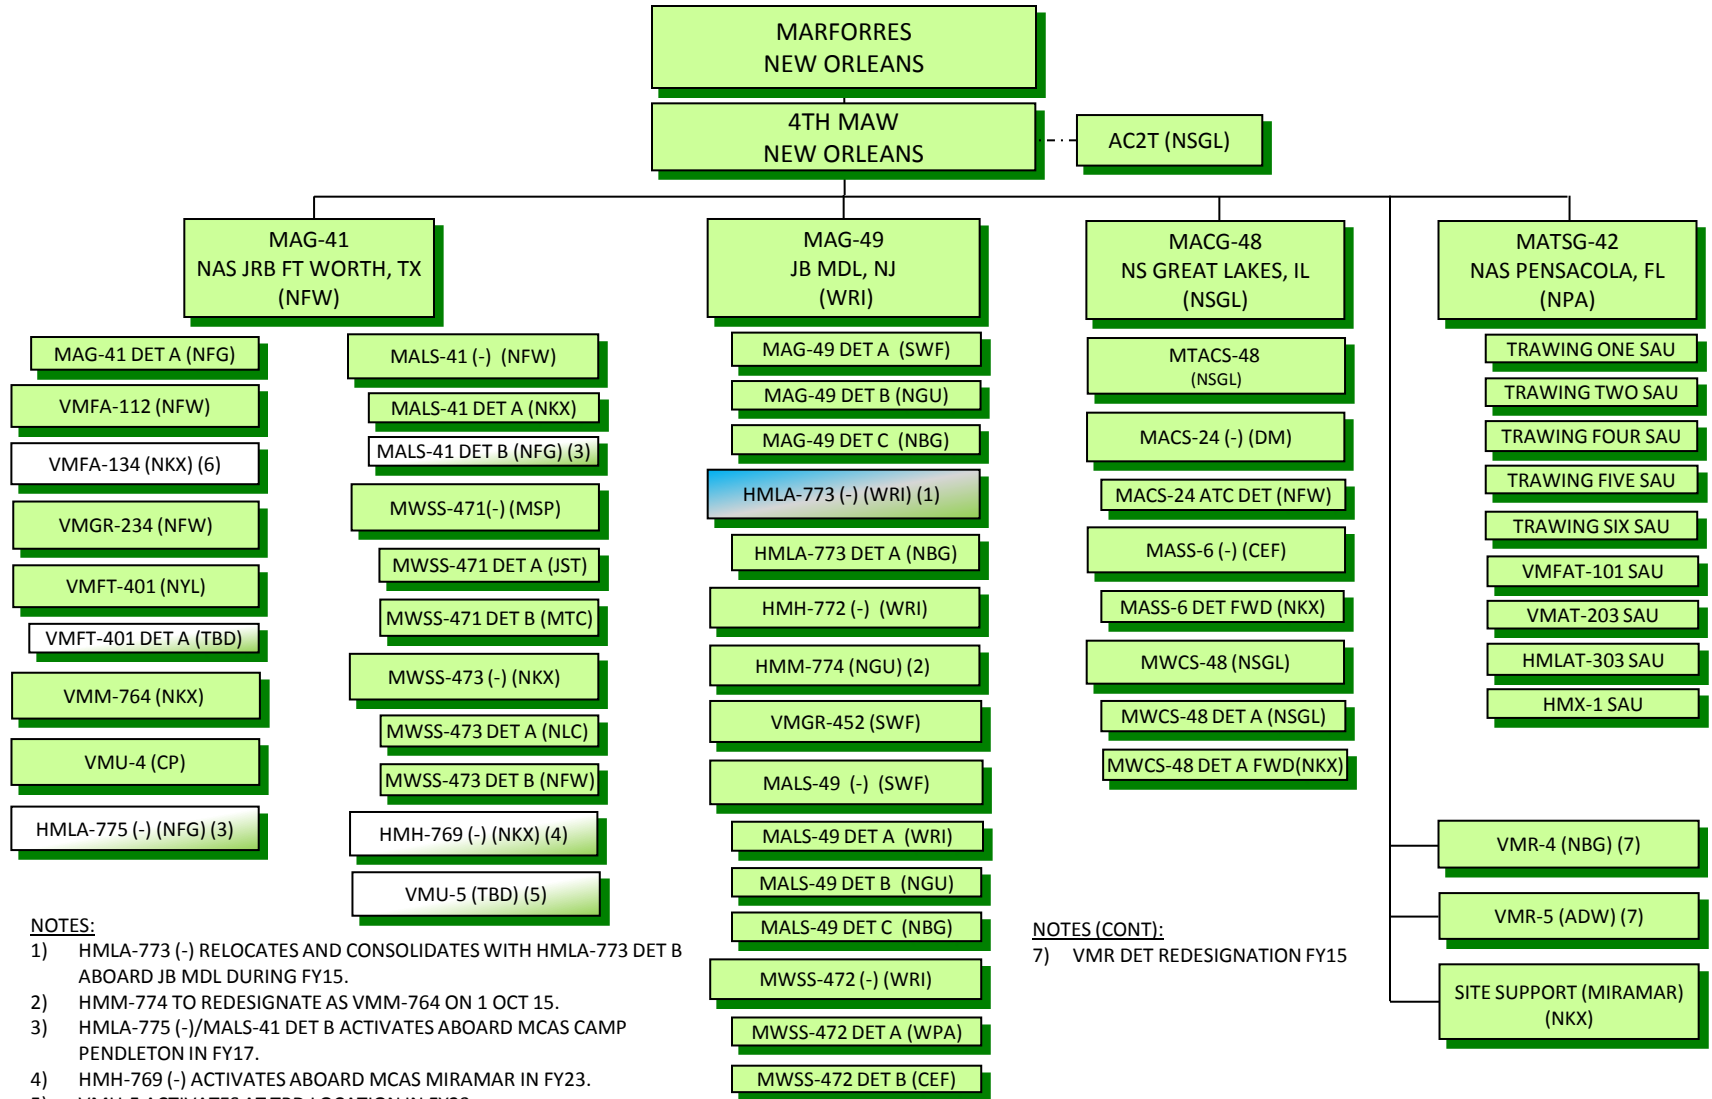 MARFORRES
NEW ORLEANS
4TH MAW
NEW ORLEANS
AC2T (NSGL)
MAG-41
NAS JRB FT WORTH, TX
(NFW)
MAG-41 DET A (NFG)
VMFA-112 (NFW)
VMFA-134 (NKX) (6)
VMGR-234 (NFW)
VMFT-401 (NYL)
VMFT-401 DET A (TBD)
VMM-764 (NKX)
VMU-4 (CP)
HMLA-775 (-) (NFG) (3)
MALS-41 (-) (NFW)
MALS-41 DET A (NKX)
MALS-41 DET B (NFG) (3)
MWSS-471(-) (MSP)
MWSS-471 DET A (JST)
MWSS-471 DET B (MTC)
MWSS-473 (-) (NKX)
MWSS-473 DET A (NLC)
MWSS-473 DET B (NFW)
HMH-769 (-) (NKX) (4)
VMU-5 (TBD) (5)
MAG-49
JB MDL, NJ
(WRI)
MAG-49 DET A (SWF)
MAG-49 DET B (NGU)
MAG-49 DET C (NBG)
HMLA-773 (-) (WRI) (1)
HMLA-773 DET A (NBG)
HMH-772 (-) (WRI)
HMM-774 (NGU) (2)
VMGR-452 (SWF)
MALS-49 (-) (SWF)
MALS-49 DET A (WRI)
MALS-49 DET B (NGU)
MALS-49 DET C (NBG)
MWSS-472 (-) (WRI)
MWSS-472 DET A (WPA)
MWSS-472 DET B (CEF)
MACG-48
NS GREAT LAKES, IL
(NSGL)
MTACS-48
(NSGL)
MACS-24 (-) (DM)
MACS-24 ATC DET (NFW)
MASS-6 (-) (CEF)
MASS-6 DET FWD (NKX)
MWCS-48 (NSGL)
MWCS-48 DET A (NSGL)
MWCS-48 DET A FWD(NKX)
MATSG-42
NAS PENSACOLA, FL
(NPA)
TRAWING ONE SAU
TRAWING TWO SAU
TRAWING FOUR SAU
TRAWING FIVE SAU
TRAWING SIX SAU
VMFAT-101 SAU
VMAT-203 SAU
HMLAT-303 SAU
HMX-1 SAU
VMR-4 (NBG) (7)
VMR-5 (ADW) (7)
SITE SUPPORT (MIRAMAR)
(NKX)
NOTES:
1) HMLA-773 (-) RELOCATES AND CONSOLIDATES WITH HMLA-773 DET B
ABOARD JB MDL DURING FY15.
2) HMM-774 TO REDESIGNATE AS VMM-764 ON 1 OCT 15.
3) HMLA-775 (-)/MALS-41 DET B ACTIVATES ABOARD MCAS CAMP
PENDLETON IN FY17.
4) HMH-769 (-) ACTIVATES ABOARD MCAS MIRAMAR IN FY23.
NOTES (CONT):
7) VMR DET REDESIGNATION FY15